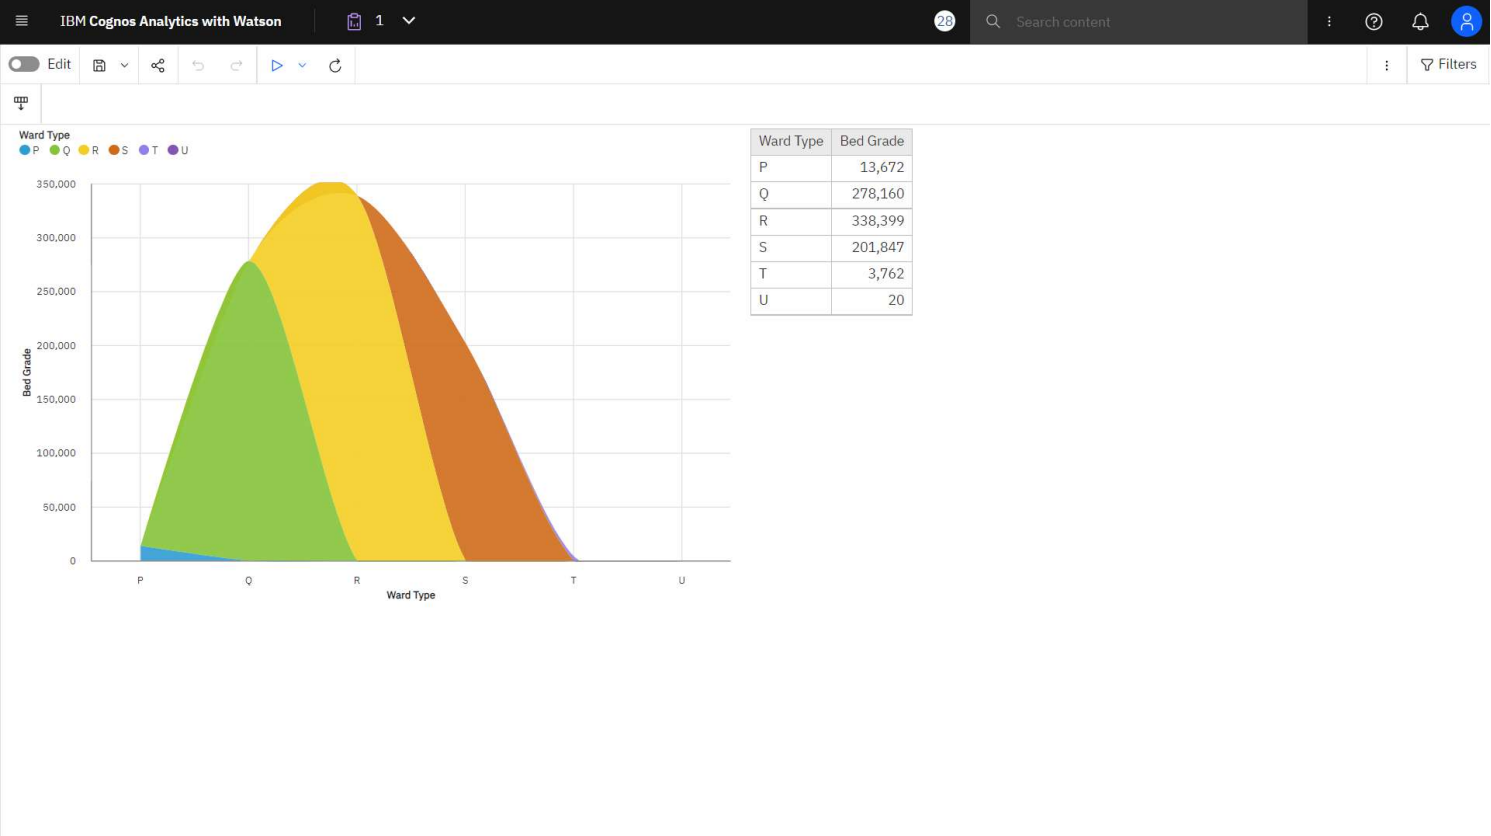 IBM Cognos Analytics with Watson
1
28
Search content
Edit
Filters
Ward Type
P Q R S T U
350,000
300,000
250,000
200,000
150,000
100,000
50,000
0
Bed Grade
P Q R S T U
Ward Type
Ward Type Bed Grade
P 13,672
Q 278,160
R 338,399
S 201,847
T 3,762
U 20